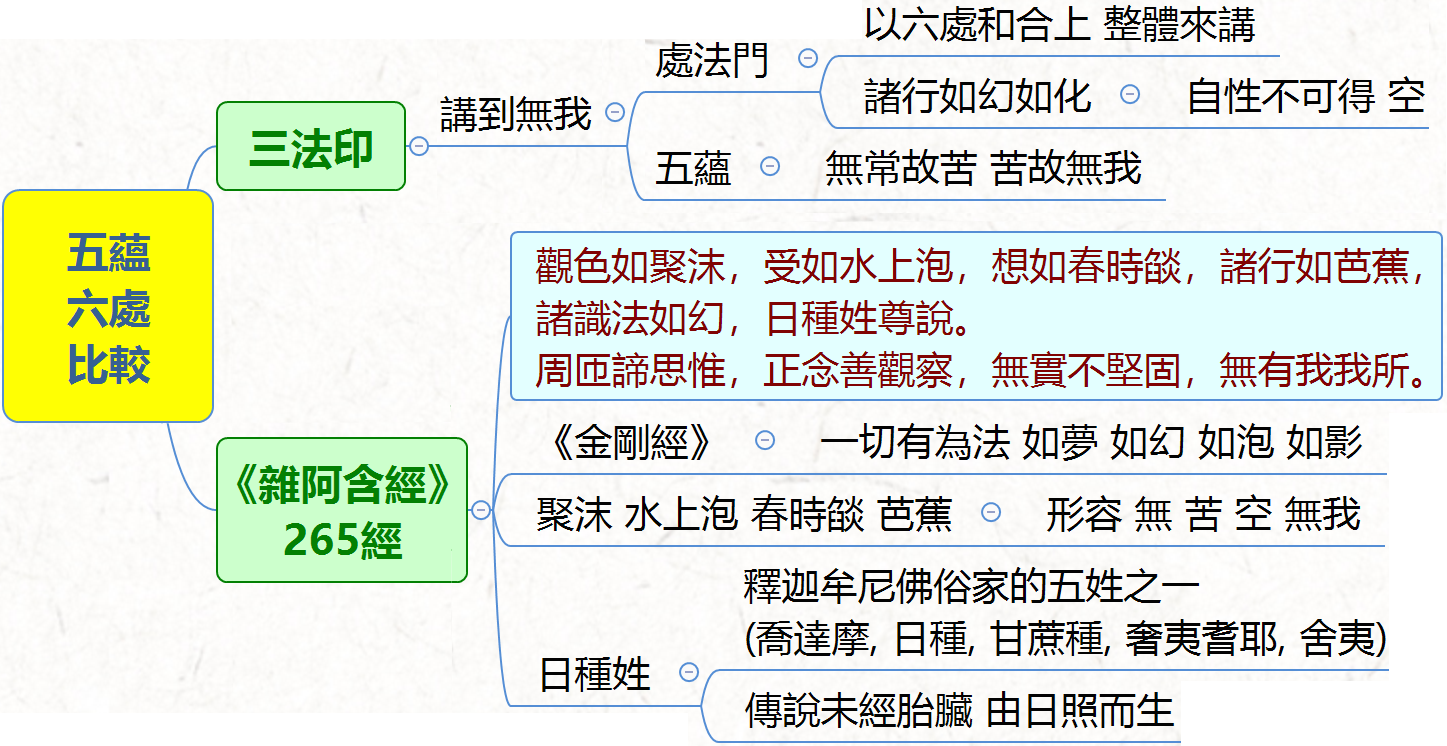 五蘊
六處
比較
三法印
講到無我
處法門
以六處和合上 整體來講
諸行如幻如化
自性不可得 空
五蘊
無常故苦 苦故無我
《雜阿含經》
265經
觀色如聚沫，受如水上泡，想如春時燄，諸行如芭蕉，
諸識法如幻，日種姓尊說。
周匝諦思惟，正念善觀察，無實不堅固，無有我我所。
《金剛經》
一切有為法 如夢 如幻 如泡 如影
聚沫 水上泡 春時燄 芭蕉
形容 無 苦 空 無我
日種姓
釋迦牟尼佛俗家的五姓之一
(喬達摩, 日種, 甘蔗種, 奢夷耆耶, 舍夷)
傳說未經胎臟 由日照而生